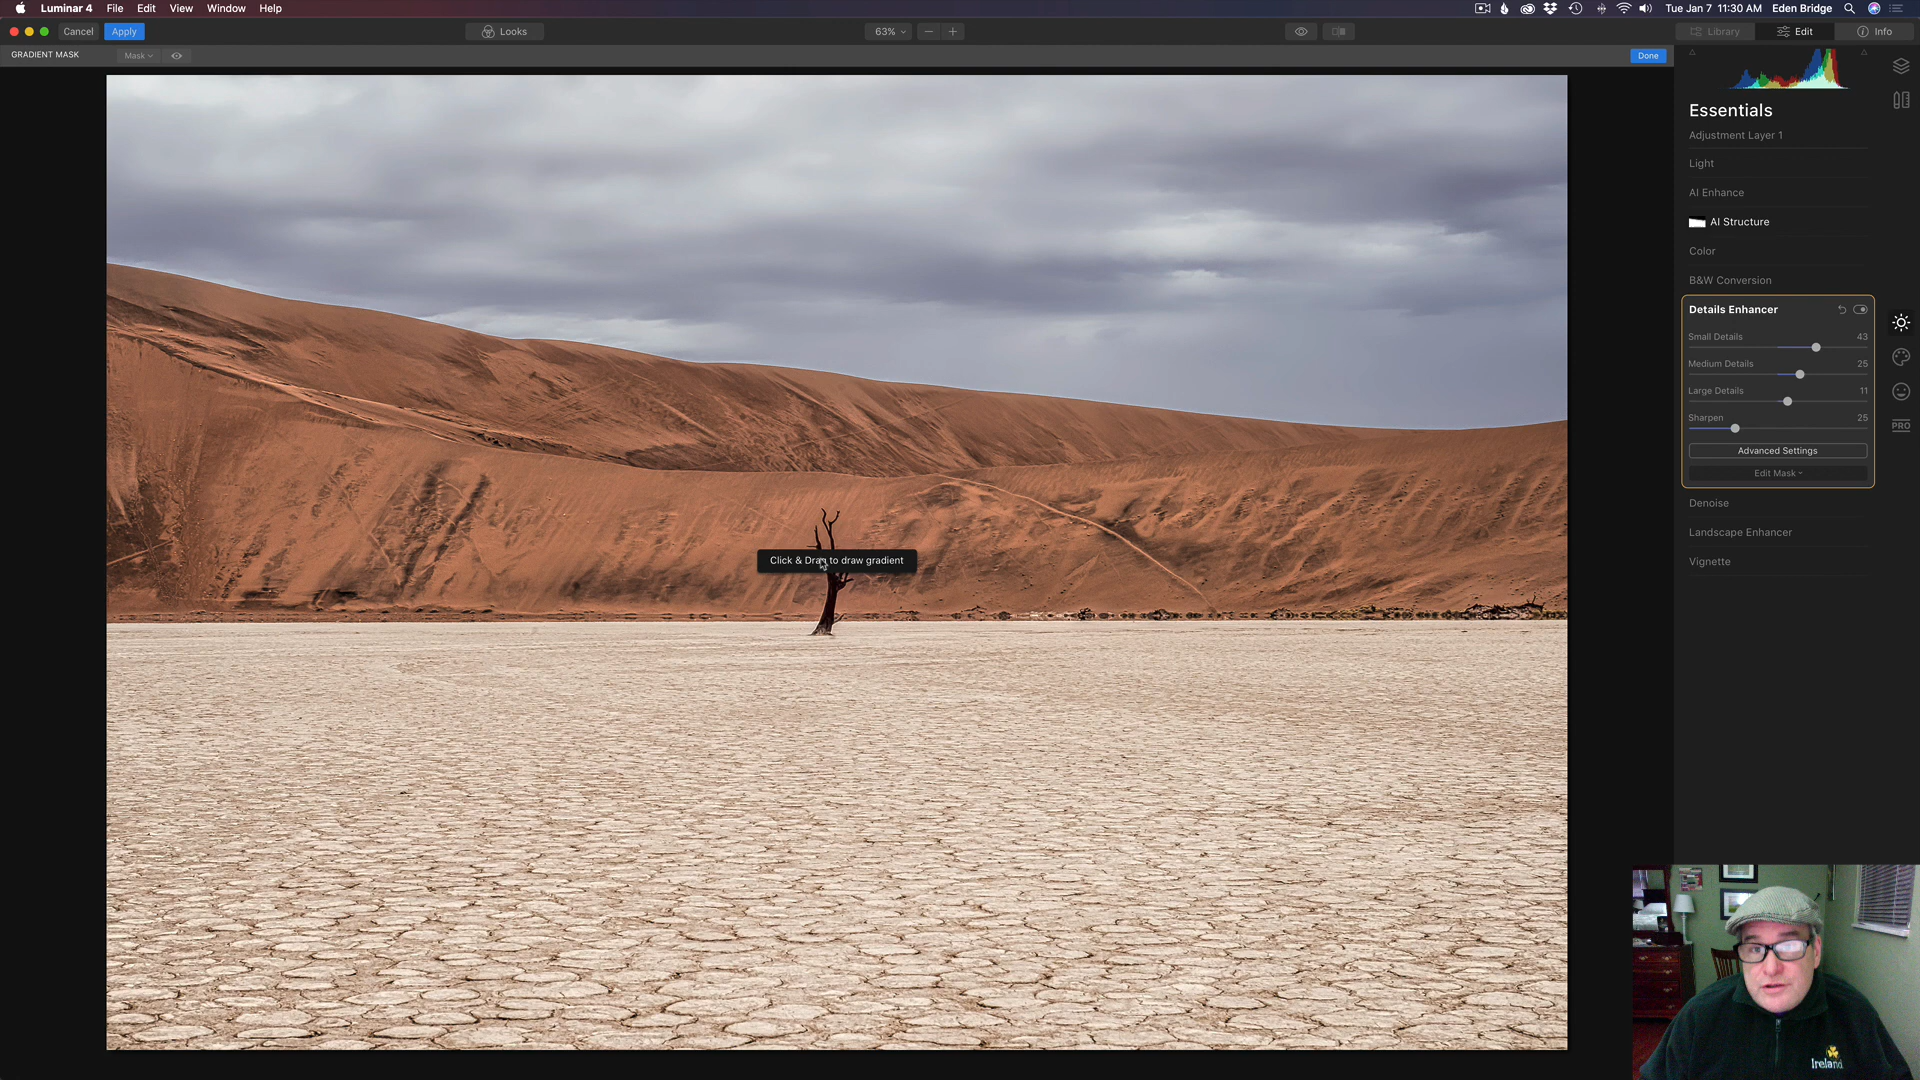 Luminar 4 File Edit View Window Help
Tue Jan 7 11:30 AM Eden Bridge
Cancel Apply Looks 63% Library Edit Info
GRADIENT MASK Mask Done
Essentials
Adjustment Layer 1
Light
AI Enhance
AI Structure
Color
B&W Conversion
Details Enhancer
Small Details 43
Medium Details 25
Large Details 11
Sharpen 25
Advanced Settings
Edit Mask
PRO
Denoise
Landscape Enhancer
Vignette
Click & Drag to draw gradient
Ireland